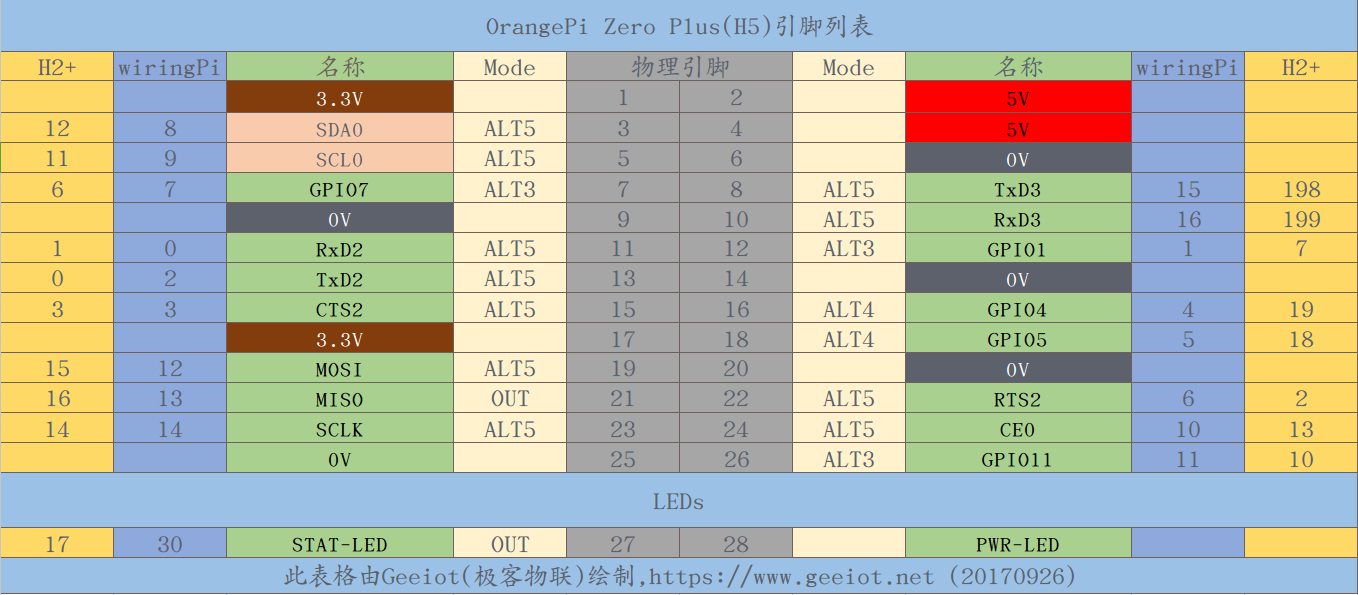 OrangePi Zero Plus(H5)引脚列表
H2+ wiringPi 名称 Mode 物理引脚 Mode 名称 wiringPi H2+
3.3V 1 2 5V
12 8 SDA0 ALT5 3 4 5V
11 9 SCL0 ALT5 5 6 0V
6 7 GPIO7 ALT3 7 8 ALT5 TxD3 15 198
0V 9 10 ALT5 RxD3 16 199
1 0 RxD2 ALT5 11 12 ALT3 GPIO1 1 7
0 2 TxD2 ALT5 13 14 0V
3 3 CTS2 ALT5 15 16 ALT4 GPIO4 4 19
3.3V 17 18 ALT4 GPIO5 5 18
15 12 MOSI ALT5 19 20 0V
16 13 MISO OUT 21 22 ALT5 RTS2 6 2
14 14 SCLK ALT5 23 24 ALT5 CE0 10 13
0V 25 26 ALT3 GPIO11 11 10
LEDs
17 30 STAT-LED OUT 27 28 PWR-LED
此表格由Geeiot(极客物联)绘制,https://www.geeiot.net (20170926)